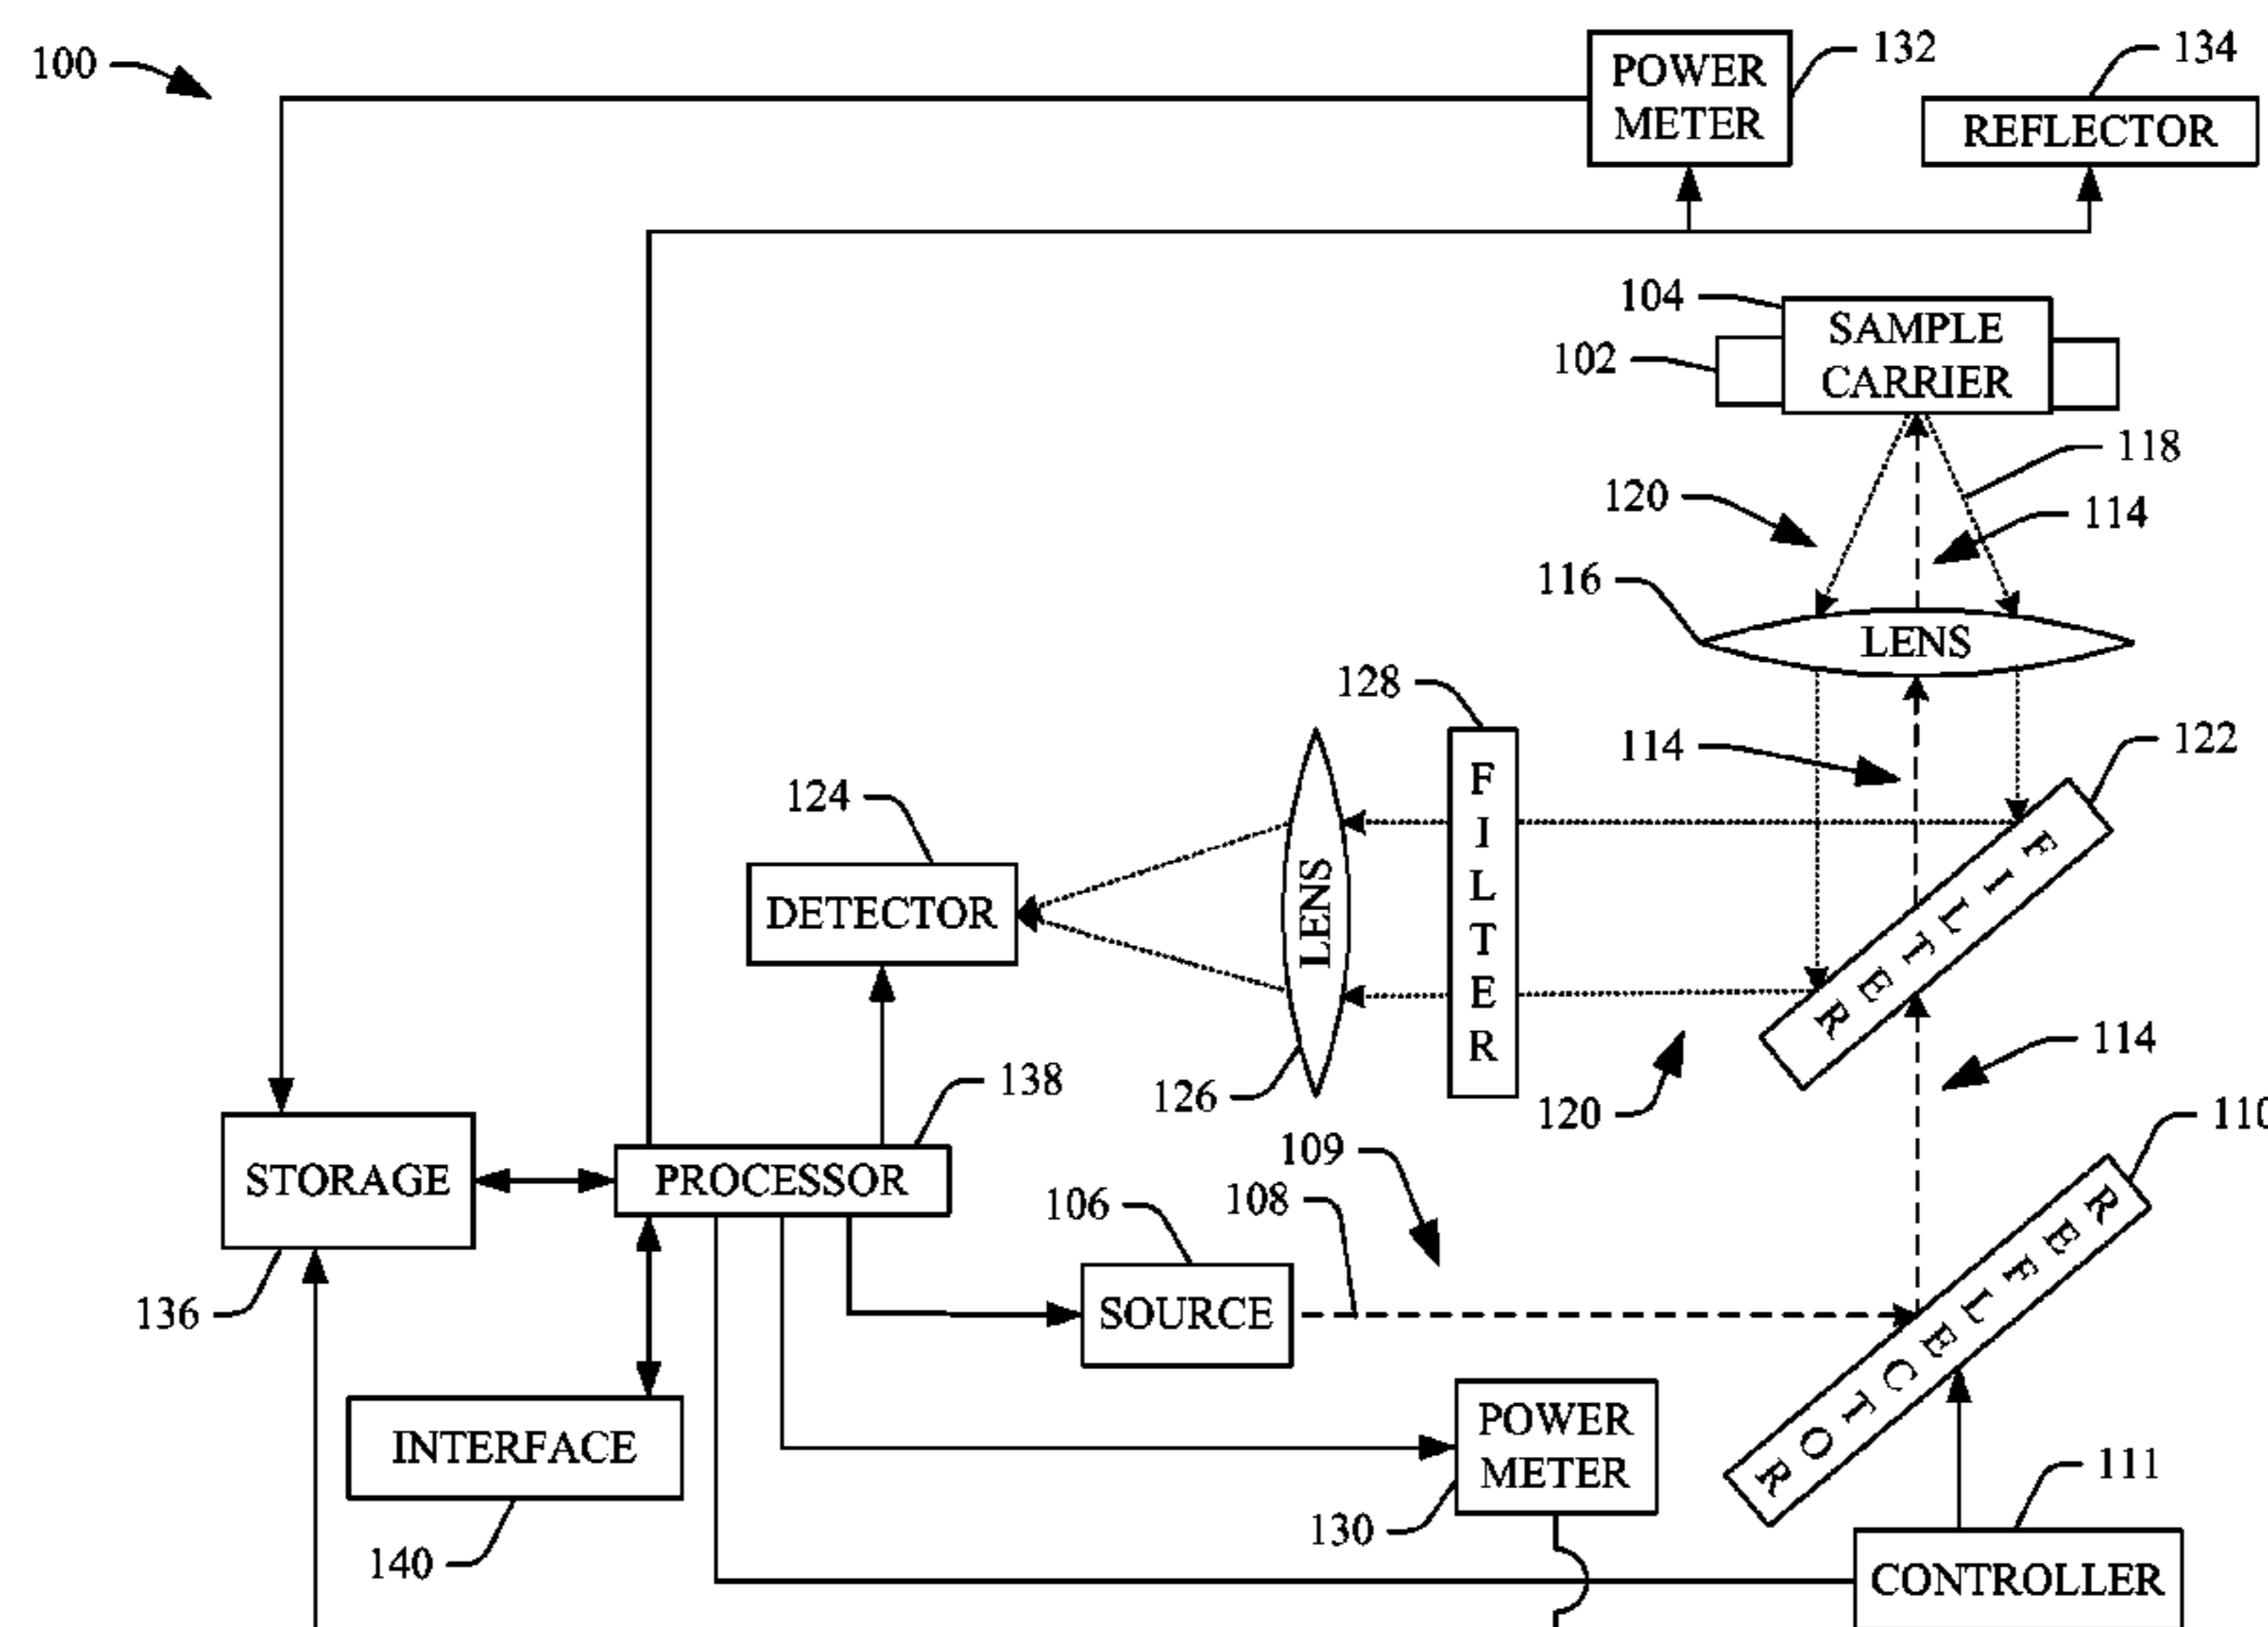 100
POWER
METER
132
134
REFLECTOR
104
SAMPLE
CARRIER
102
118
120
114
116
LENS
128
114
122
124
FILTER
FILTER
DETECTOR
LENS
114
138
126
120
110
109
STORAGE
PROCESSOR
106
108
REFLECTOR
136
SOURCE
INTERFACE
POWER
METER
111
130
140
CONTROLLER